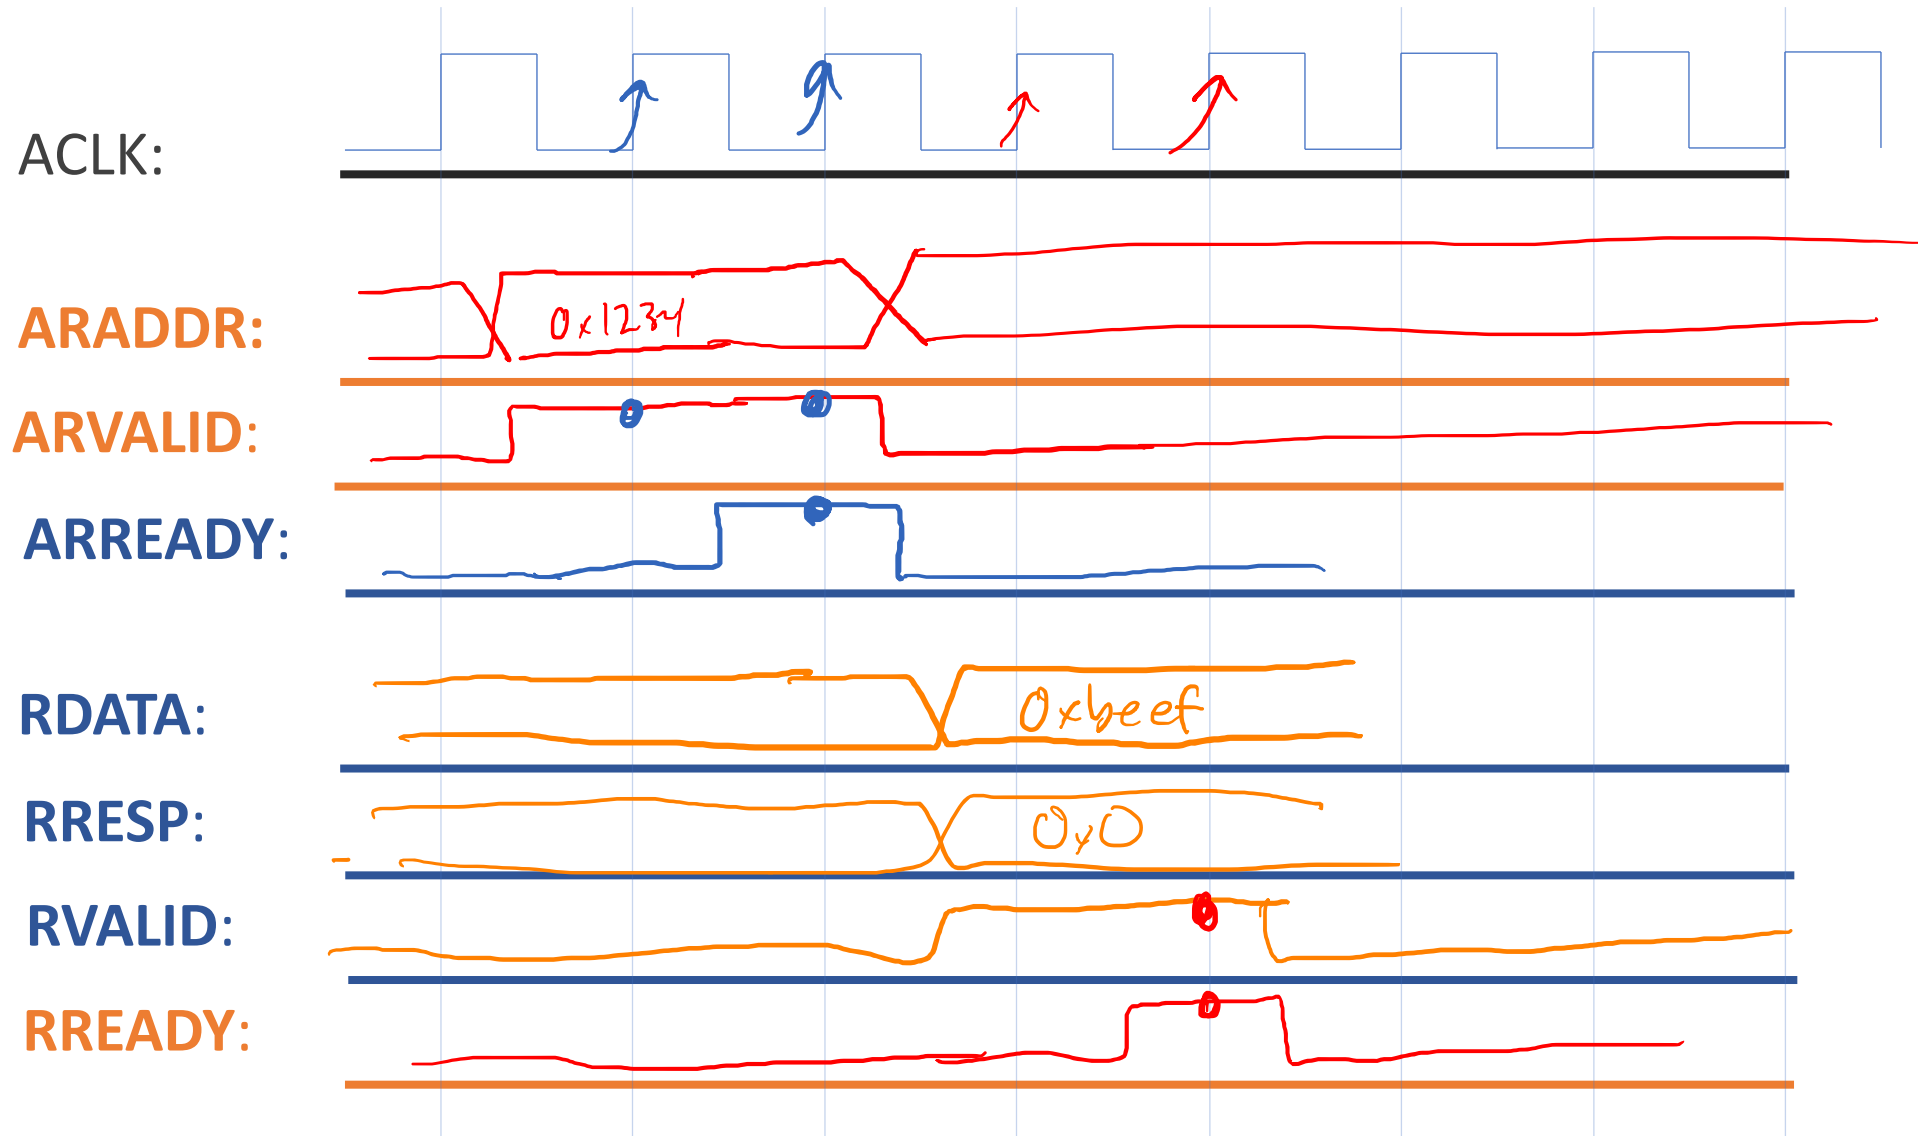 ACLK:
ARADDR: 0x1234
ARVALID:
ARREADY:
RDATA: 0xbeef
RRESP: 0x0
RVALID:
RREADY: